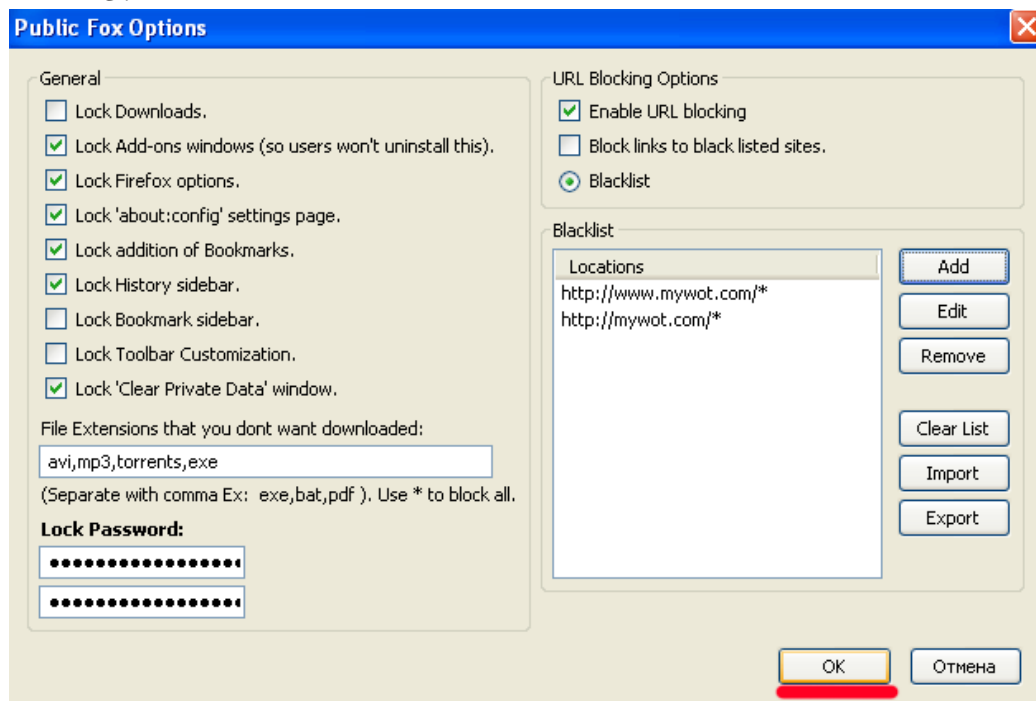 Public Fox Options
General
Lock Downloads.
Lock Add-ons windows (so users won't uninstall this).
Lock Firefox options.
Lock 'about:config' settings page.
Lock addition of Bookmarks.
Lock History sidebar.
Lock Bookmark sidebar.
Lock Toolbar Customization.
Lock 'Clear Private Data' window.
File Extensions that you dont want downloaded:
avi,mp3,torrents,exe
(Separate with comma Ex: exe,bat,pdf ). Use * to block all.
Lock Password:
URL Blocking Options
Enable URL blocking
Block links to black listed sites.
Blacklist
Blacklist
Locations
http://www.mywot.com/*
http://mywot.com/*
Add
Edit
Remove
Clear List
Import
Export
OK
Отмена